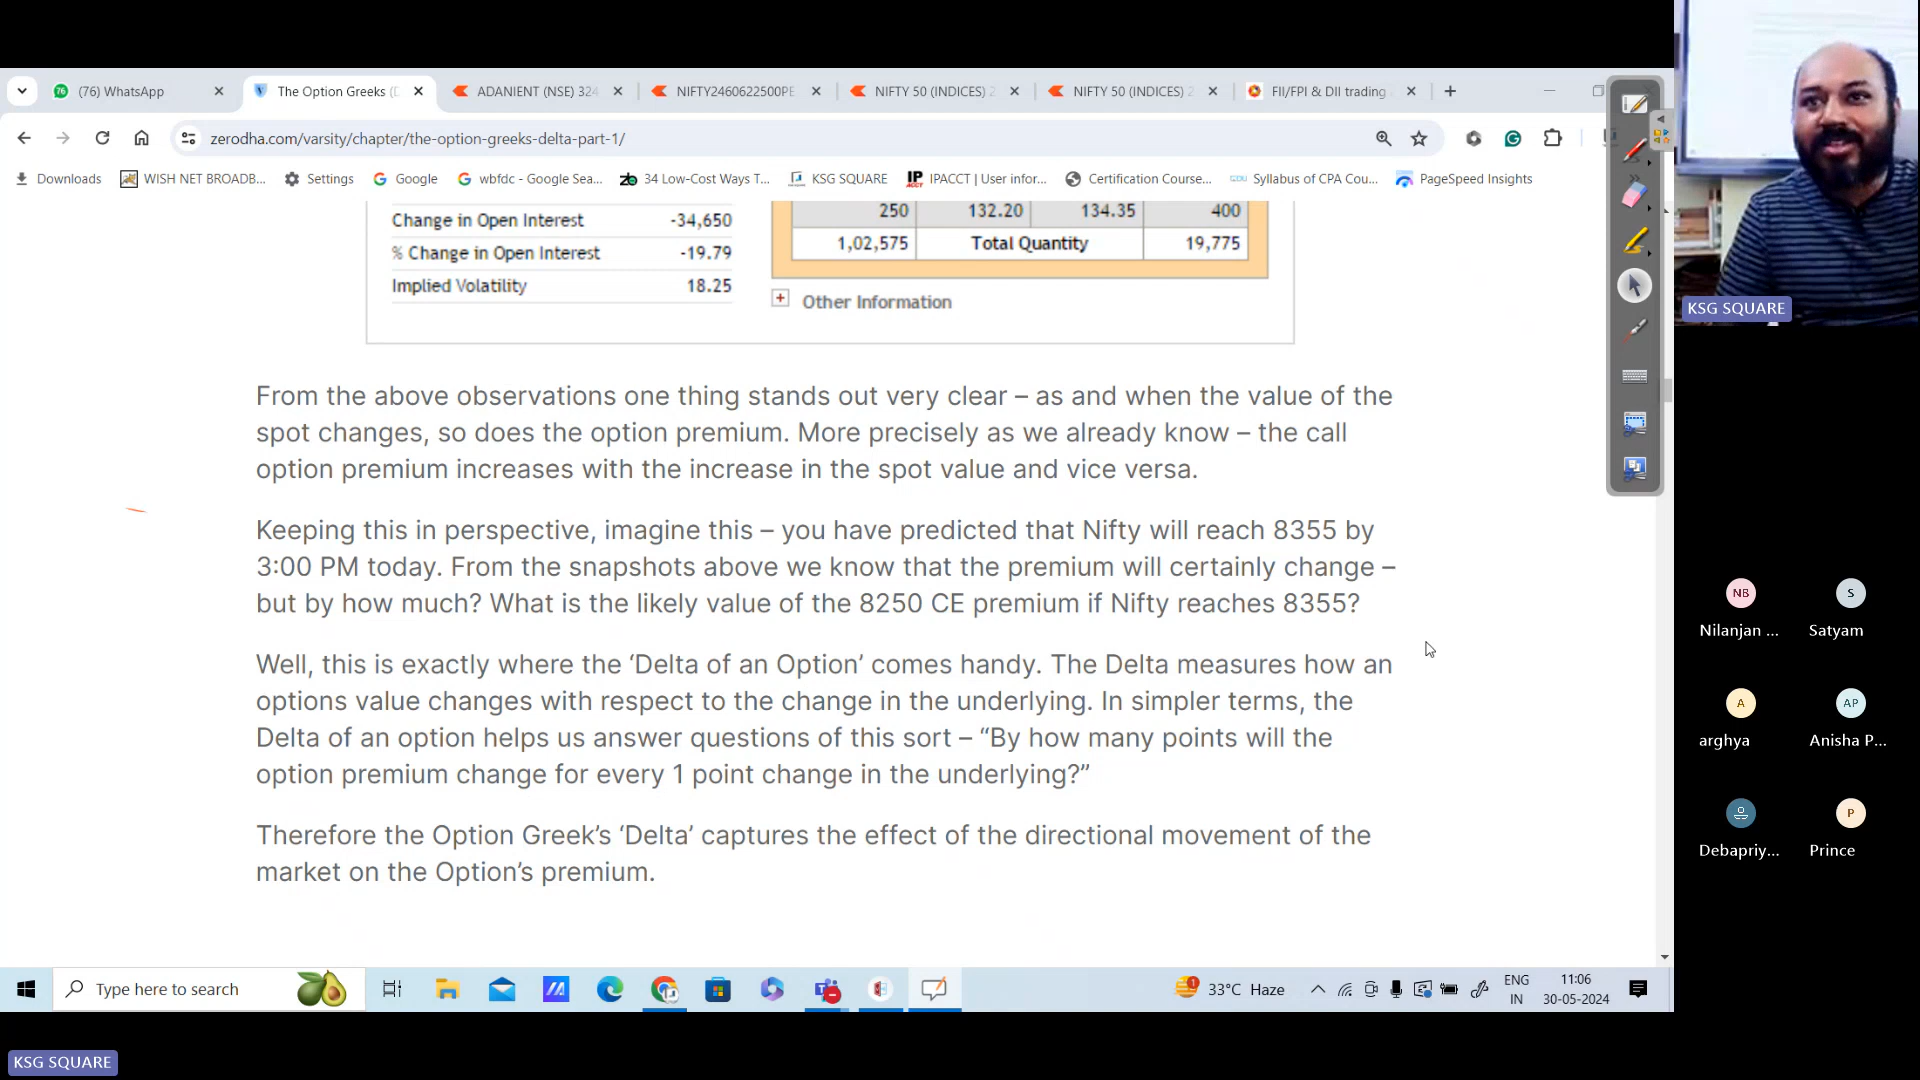 (76) WhatsApp
The Option Greeks (
ADANIENT (NSE) 324
NIFTY2460622500PE
NIFTY 50 (INDICES) 2
NIFTY 50 (INDICES) 2
FII/FPI & DII trading
zerodha.com/varsity/chapter/the-option-greeks-delta-part-1/
Downloads
WISH NET BROADB...
Settings
Google
wbfdc - Google Sea...
34 Low-Cost Ways T...
KSG SQUARE
IPACCT | User infor...
Certification Course...
Syllabus of CPA Cou...
PageSpeed Insights
Change in Open Interest -34,650
% Change in Open Interest -19.79
Implied Volatility 18.25
250 132.20 134.35 400
1,02,575 Total Quantity 19,775
Other Information
From the above observations one thing stands out very clear – as and when the value of the
spot changes, so does the option premium. More precisely as we already know – the call
option premium increases with the increase in the spot value and vice versa.
Keeping this in perspective, imagine this – you have predicted that Nifty will reach 8355 by
3:00 PM today. From the snapshots above we know that the premium will certainly change –
but by how much? What is the likely value of the 8250 CE premium if Nifty reaches 8355?
Well, this is exactly where the ‘Delta of an Option’ comes handy. The Delta measures how an
options value changes with respect to the change in the underlying. In simpler terms, the
Delta of an option helps us answer questions of this sort – “By how many points will the
option premium change for every 1 point change in the underlying?”
Therefore the Option Greek’s ‘Delta’ captures the effect of the directional movement of the
market on the Option’s premium.
KSG SQUARE
NB
Nilanjan ...
S
Satyam
A
arghya
AP
Anisha P...
Debapriy...
P
Prince
Type here to search
33°C Haze
ENG
IN
11:06
30-05-2024
KSG SQUARE